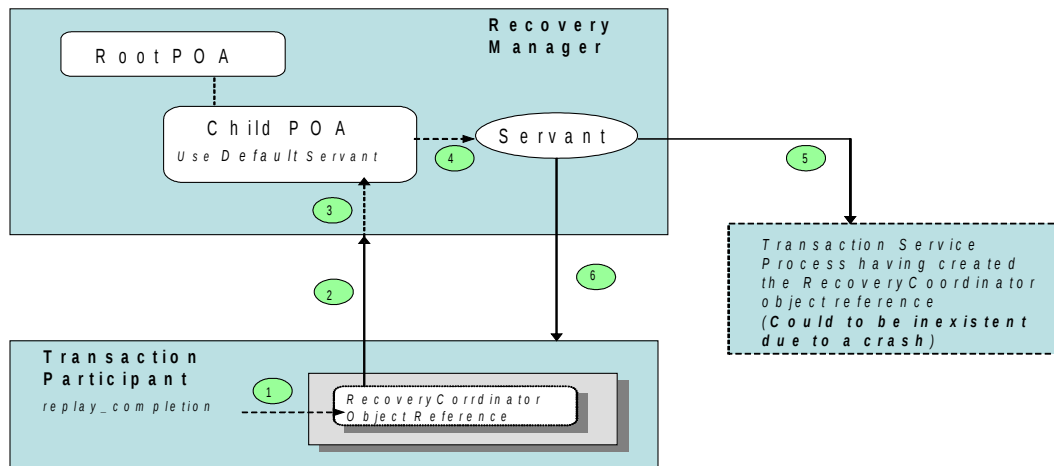 Recovery
Manager
RootPOA
Child POA
Use Default Servant
Servant
4
5
3
2
6
Transaction Service
Process having created
the RecoveryCoordinator
object reference
(Could to be inexistent
due to a crash)
Transaction
Participant
replay_completion
1
RecoveryCorrdinator
Object Reference